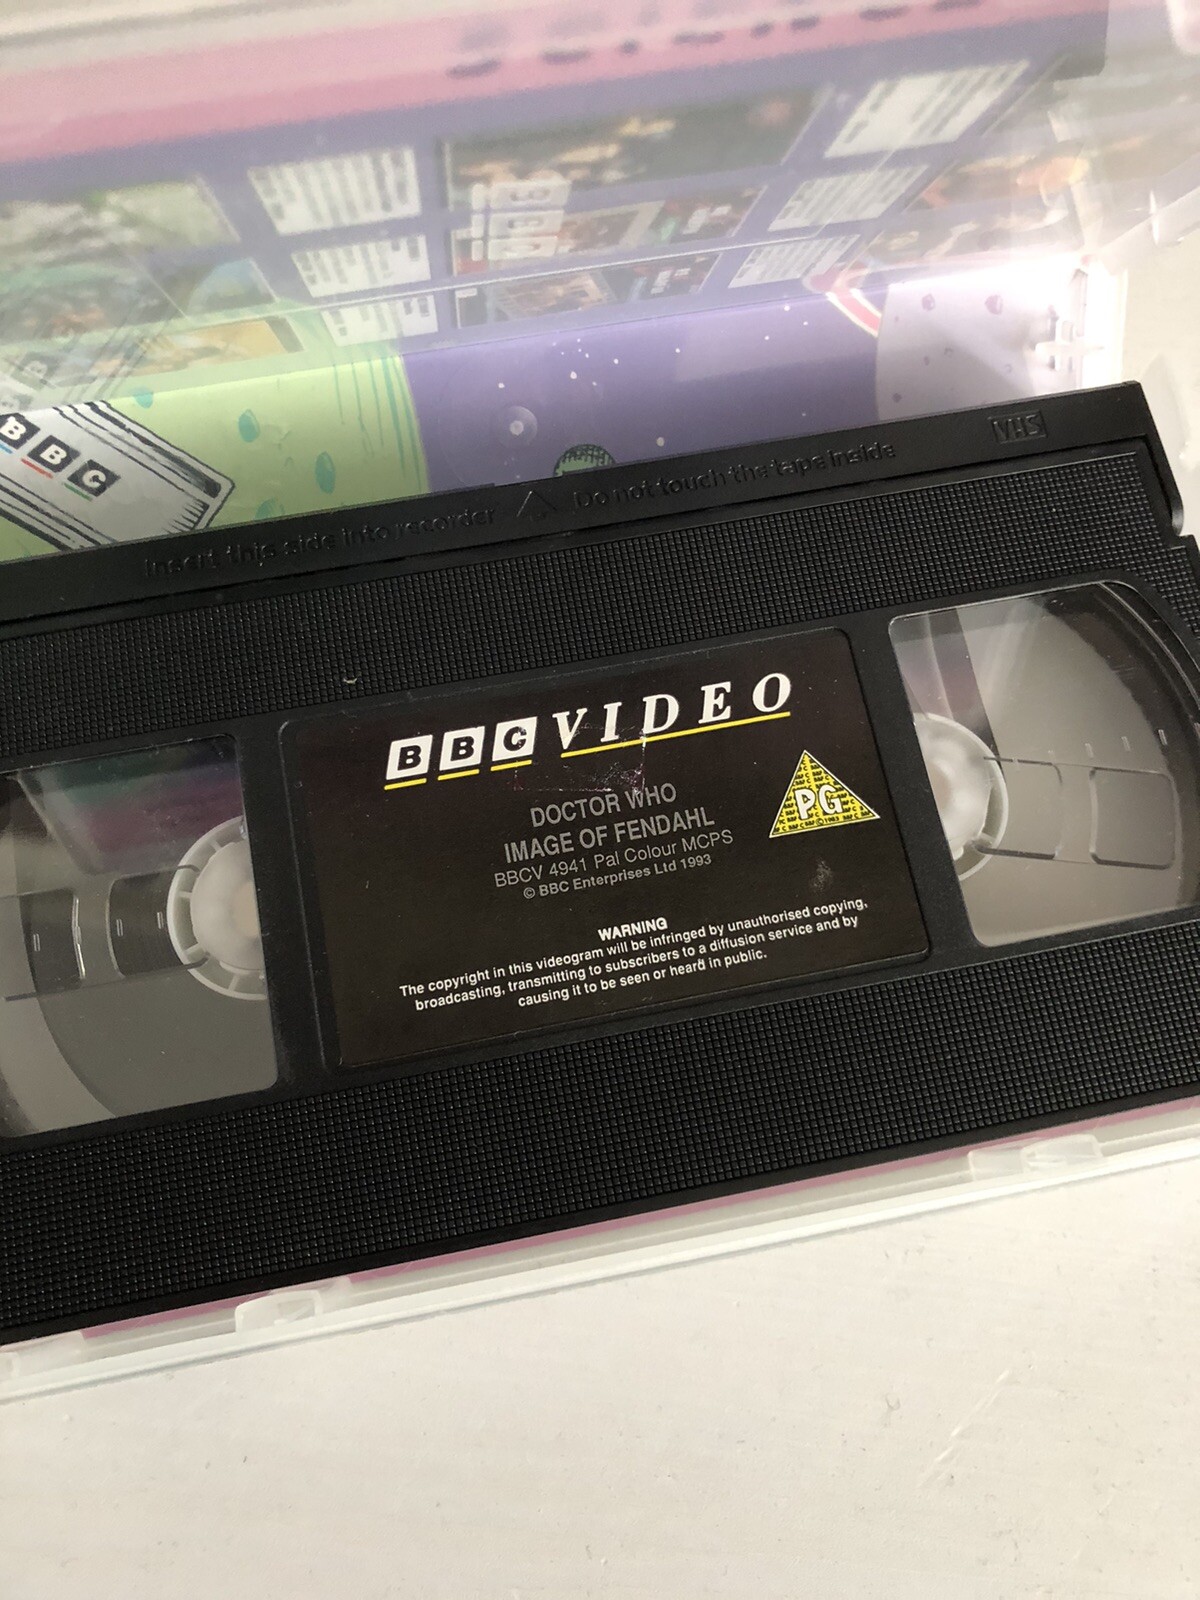 BBC
Insert this side into recorder △ Do not touch the tape inside
VHS
BBC VIDEO
DOCTOR WHO
IMAGE OF FENDAHL
BBCV 4941 Pal Colour MCPS
© BBC Enterprises Ltd 1993
PG
WARNING
The copyright in this videogram will be infringed by unauthorised copying,
broadcasting, transmitting to subscribers to a diffusion service and by
causing it to be seen or heard in public.